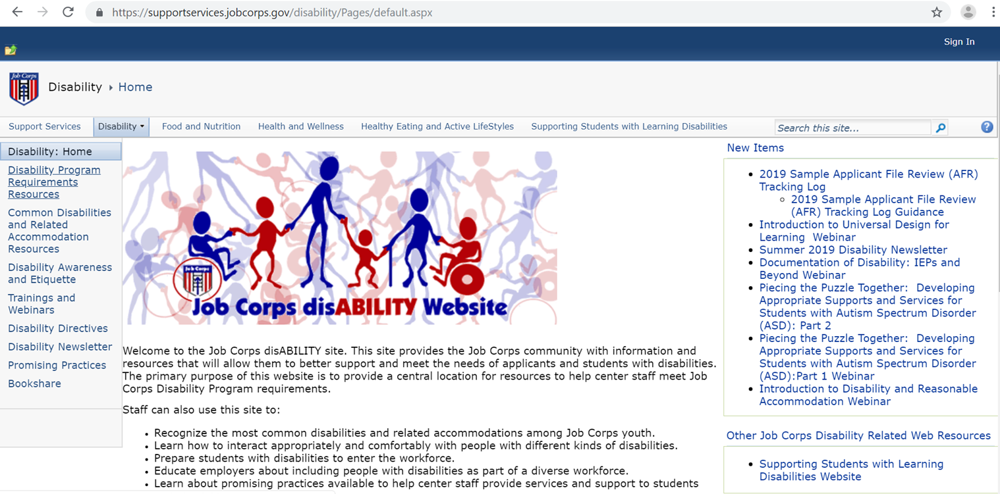 https://supportservices.jobcorps.gov/disability/Pages/default.aspx
Sign In
Job Corps
Disability Home
Support Services Disability Food and Nutrition Health and Wellness Healthy Eating and Active LifeStyles Supporting Students with Learning Disabilities Search this site...
Disability: Home
Disability Program
Requirements
Resources
Common Disabilities
and Related
Accommodation
Resources
Disability Awareness
and Etiquette
Trainings and
Webinars
Disability Directives
Disability Newsletter
Promising Practices
Bookshare
Job Corps
Job Corps disABILITY Website
Welcome to the Job Corps disABILITY site. This site provides the Job Corps community with information and
resources that will allow them to better support and meet the needs of applicants and students with disabilities.
The primary purpose of this website is to provide a central location for resources to help center staff meet Job
Corps Disability Program requirements.
Staff can also use this site to:
Recognize the most common disabilities and related accommodations among Job Corps youth.
Learn how to interact appropriately and comfortably with people with different kinds of disabilities.
Prepare students with disabilities to enter the workforce.
Educate employers about including people with disabilities as part of a diverse workforce.
Learn about promising practices available to help center staff provide services and support to students
New Items
2019 Sample Applicant File Review (AFR)
Tracking Log
2019 Sample Applicant File Review
(AFR) Tracking Log Guidance
Introduction to Universal Design for
Learning Webinar
Summer 2019 Disability Newsletter
Documentation of Disability: IEPs and
Beyond Webinar
Piecing the Puzzle Together: Developing
Appropriate Supports and Services for
Students with Autism Spectrum Disorder
(ASD): Part 2
Piecing the Puzzle Together: Developing
Appropriate Supports and Services for
Students with Autism Spectrum Disorder
(ASD):Part 1 Webinar
Introduction to Disability and Reasonable
Accommodation Webinar
Other Job Corps Disability Related Web Resources
Supporting Students with Learning
Disabilities Website